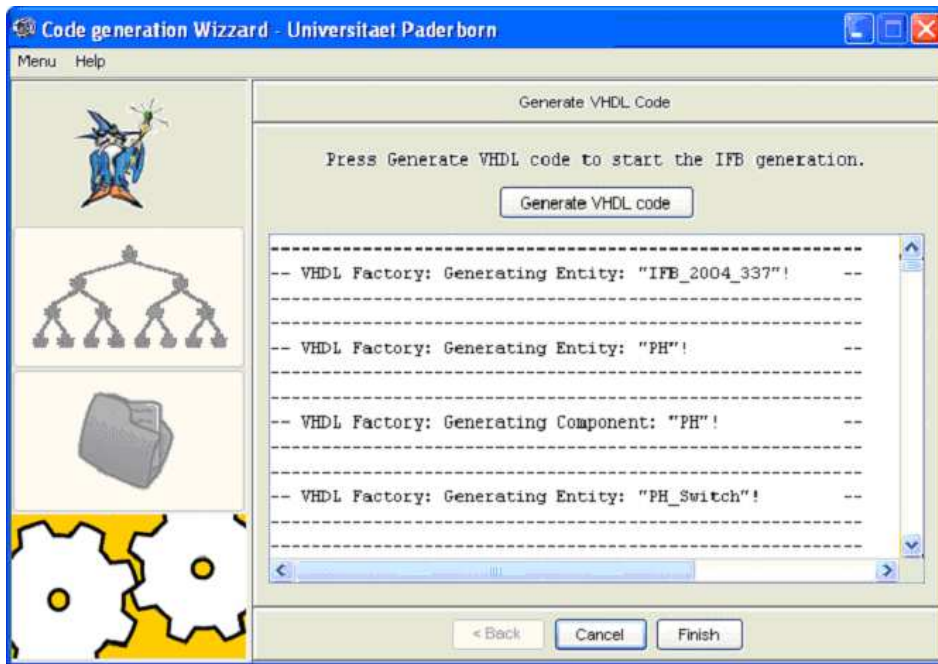 Code generation Wizzard - Universitaet Paderborn
Menu Help
Generate VHDL Code
Press Generate VHDL code to start the IFB generation.
Generate VHDL code
----------------------------------------------------------
-- VHDL Factory: Generating Entity: "IFB_2004_337"! --
----------------------------------------------------------
----------------------------------------------------------
-- VHDL Factory: Generating Entity: "PH"! --
----------------------------------------------------------
----------------------------------------------------------
-- VHDL Factory: Generating Component: "PH"! --
----------------------------------------------------------
----------------------------------------------------------
-- VHDL Factory: Generating Entity: "PH_Switch"! --
----------------------------------------------------------
----------------------------------------------------------
< Back Cancel Finish